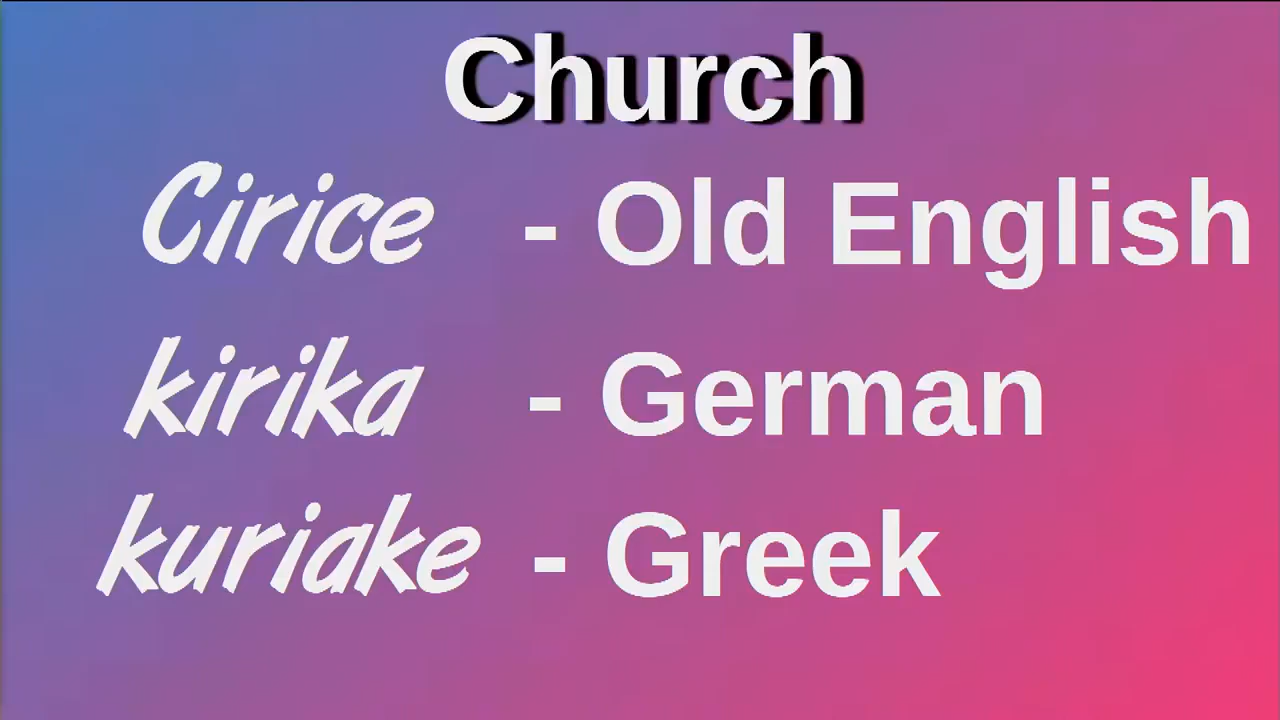 Church
Cirice - Old English
kirika - German
kuriake - Greek